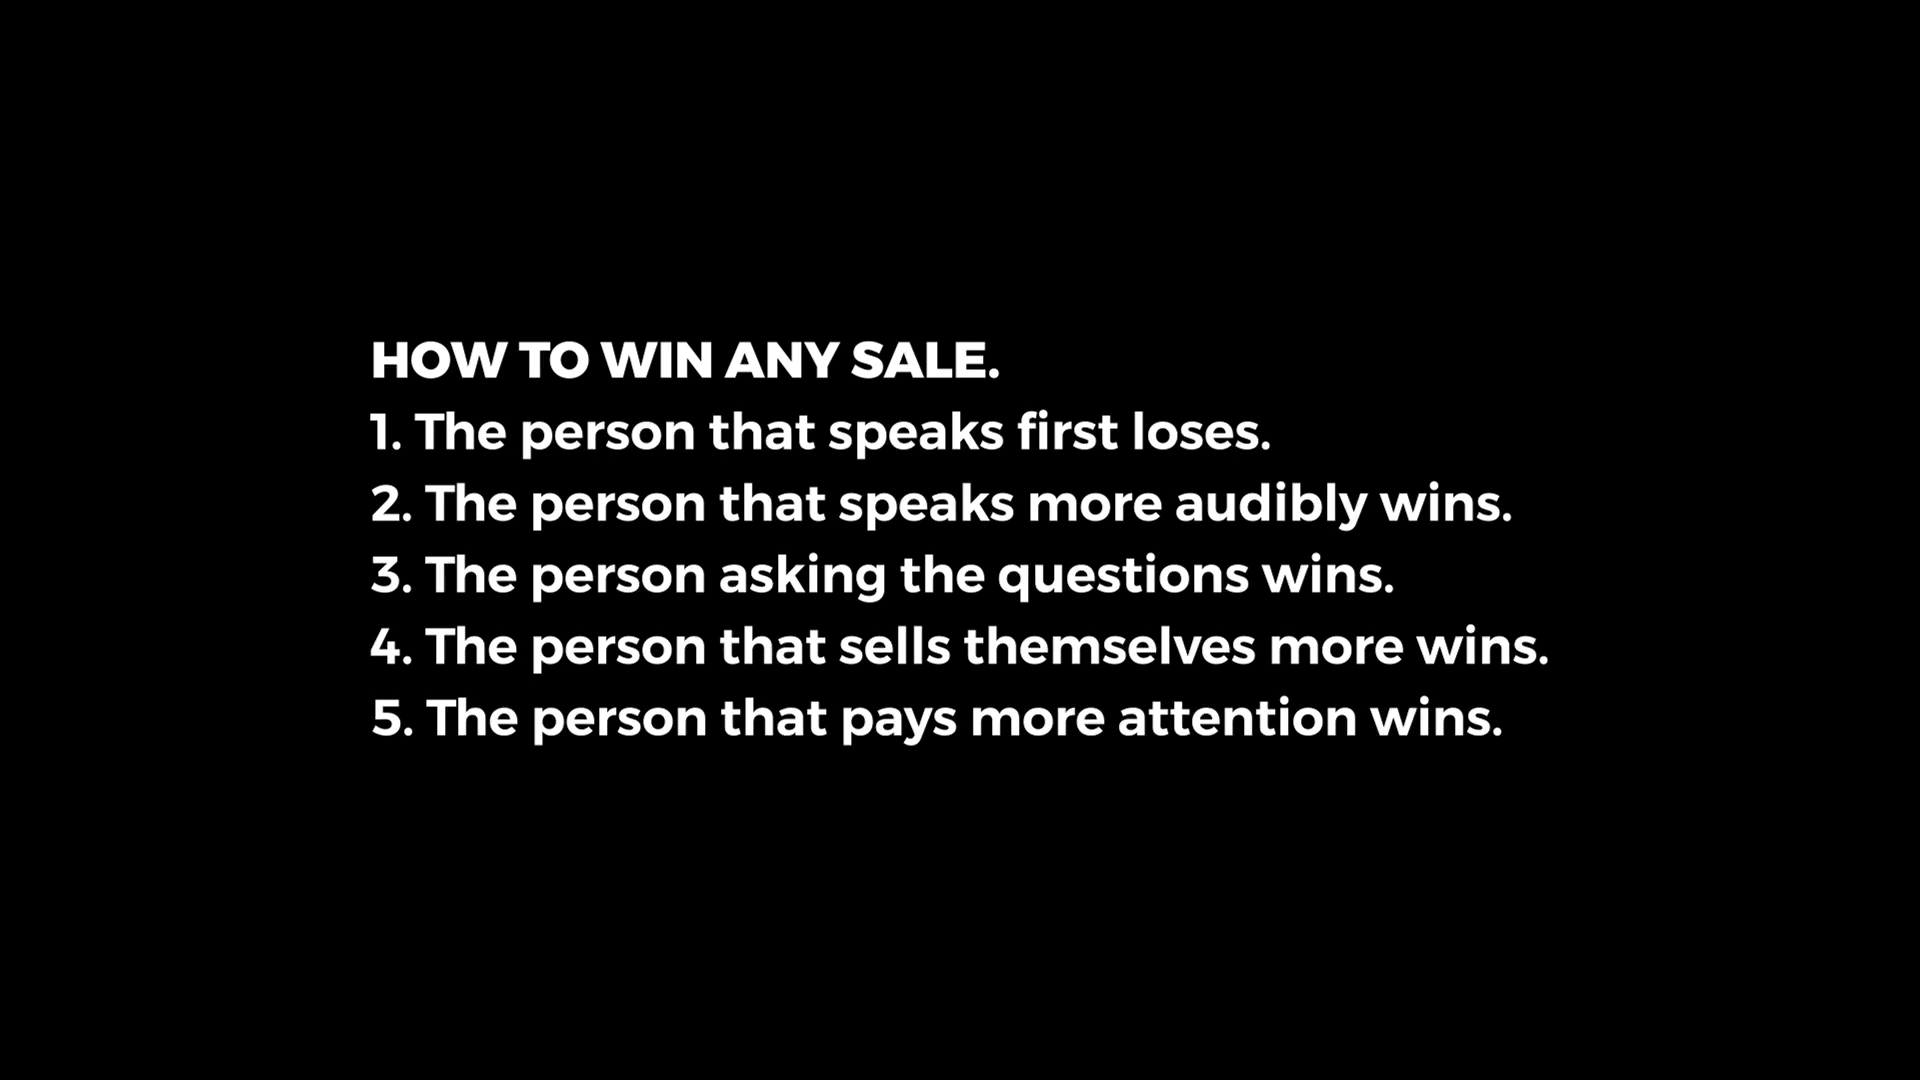 HOW TO WIN ANY SALE.
1. The person that speaks first loses.
2. The person that speaks more audibly wins.
3. The person asking the questions wins.
4. The person that sells themselves more wins.
5. The person that pays more attention wins.